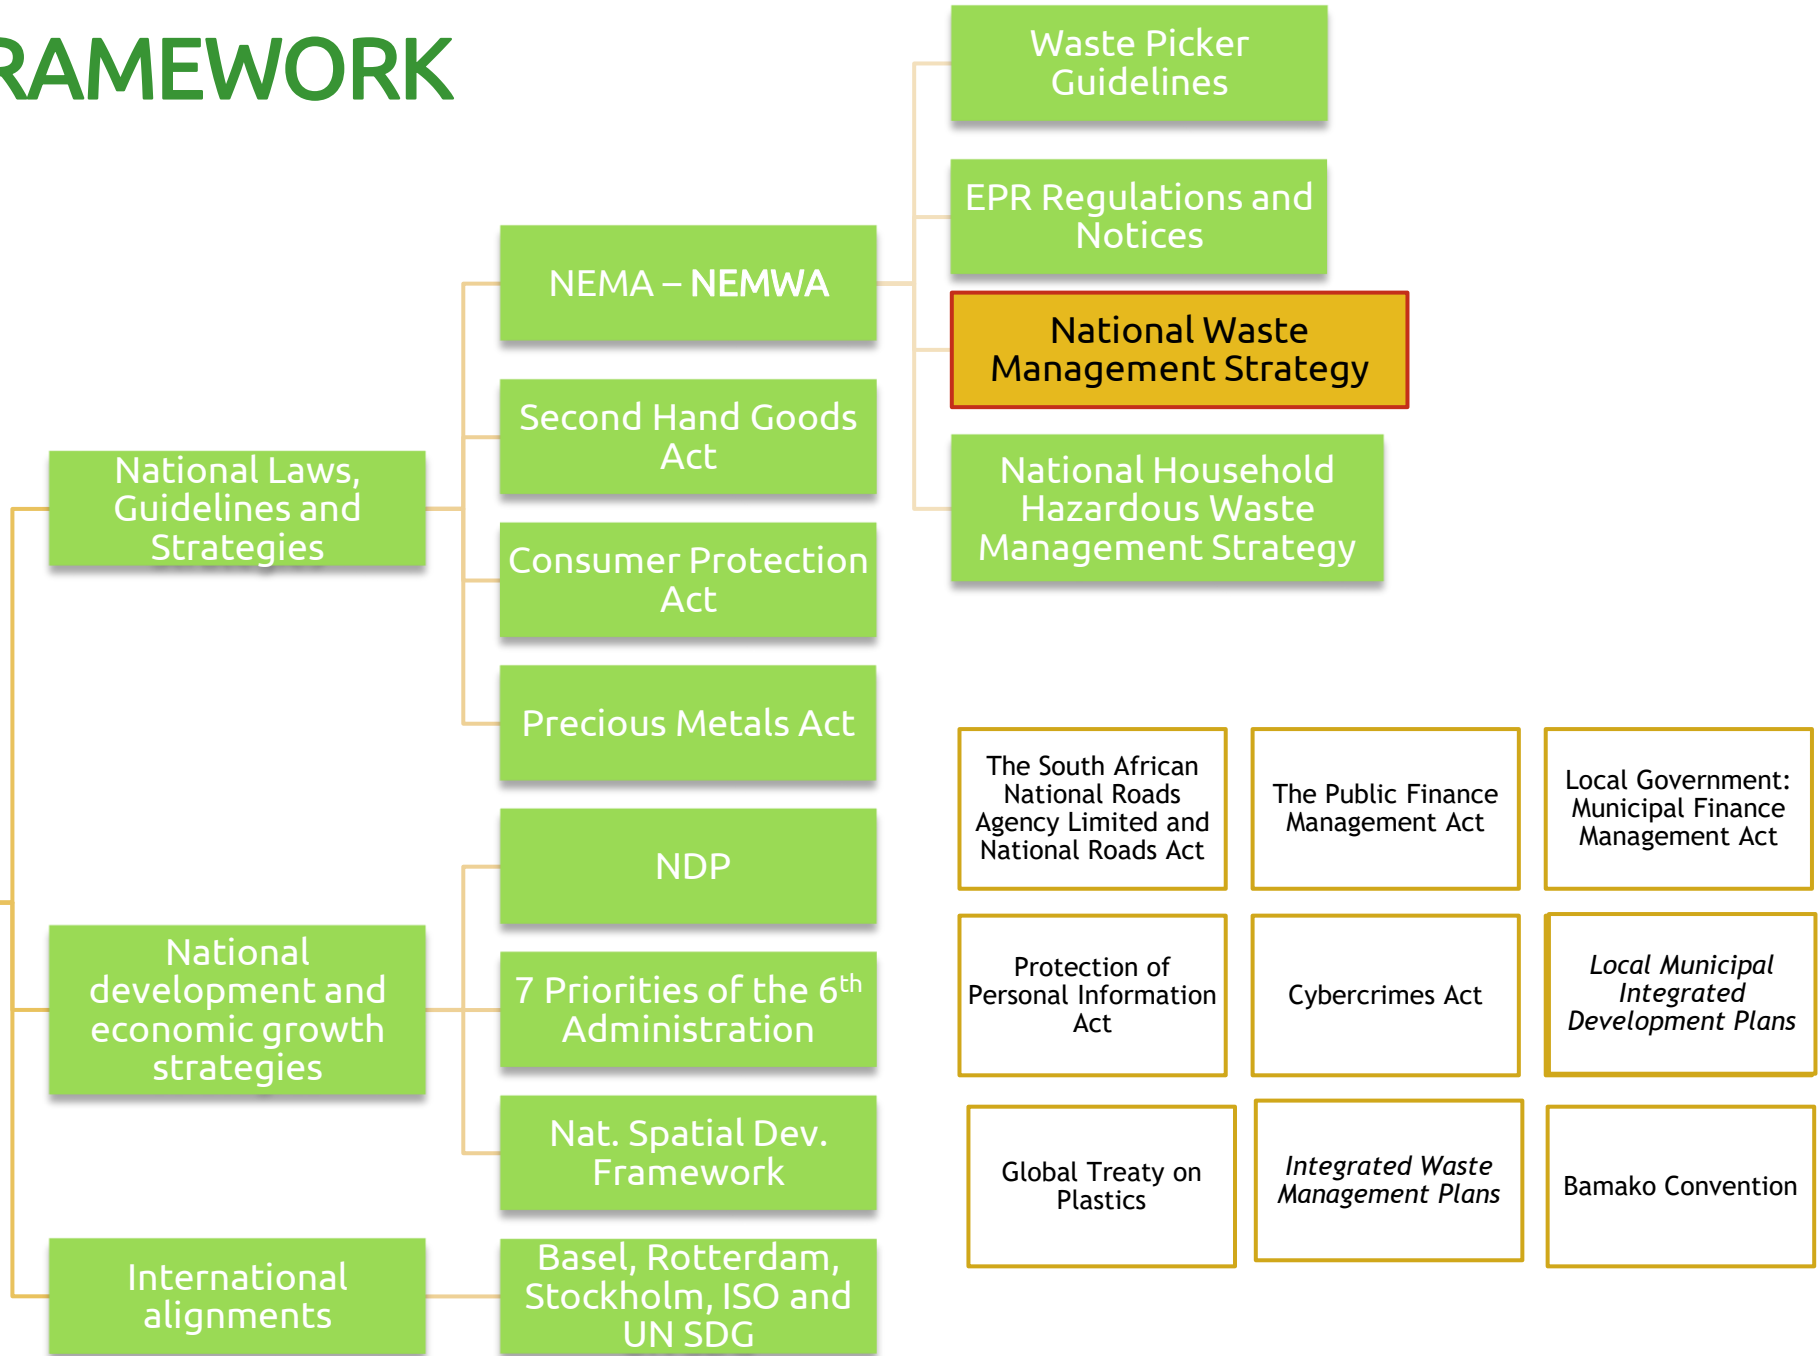 RAMEWORK
Waste Picker
Guidelines
EPR Regulations and
Notices
NEMA – NEMWA
National Waste
Management Strategy
Second Hand Goods
Act
National Household
Hazardous Waste
Management Strategy
National Laws,
Guidelines and
Strategies
Consumer Protection
Act
Precious Metals Act
NDP
National
development and
economic growth
strategies
7 Priorities of the 6th
Administration
Nat. Spatial Dev.
Framework
International
alignments
Basel, Rotterdam,
Stockholm, ISO and
UN SDG
The South African
National Roads
Agency Limited and
National Roads Act
The Public Finance
Management Act
Local Government:
Municipal Finance
Management Act
Protection of
Personal Information
Act
Cybercrimes Act
Local Municipal
Integrated
Development Plans
Global Treaty on
Plastics
Integrated Waste
Management Plans
Bamako Convention